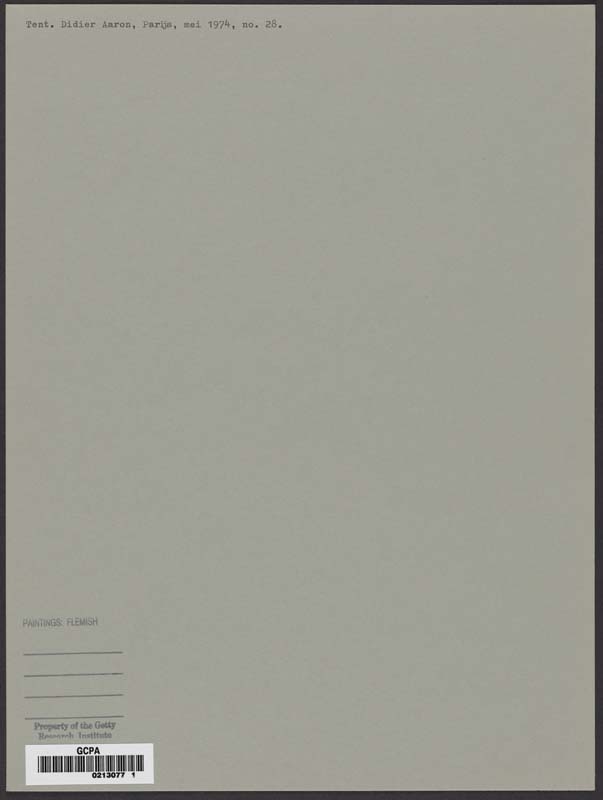 Tent. Didier Aaron, Parijs, mei 1974, no. 28.
PAINTINGS: FLEMISH
Property of the Getty
Research Institute
GCPA
0213077 1